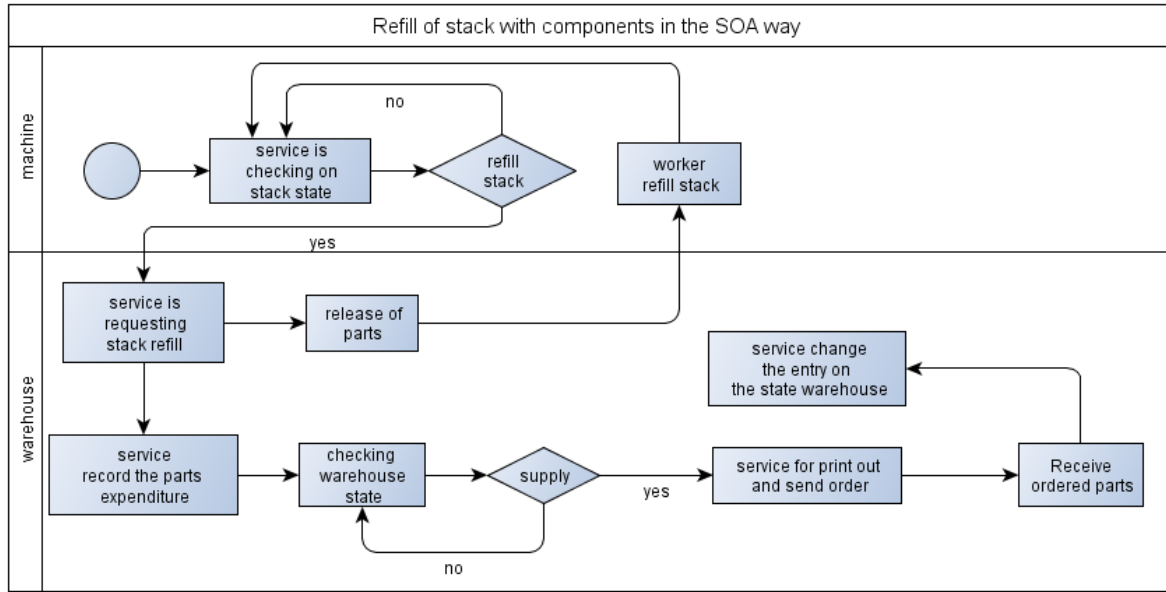 Refill of stack with components in the SOA way
machine
no
service is
checking on
stack state
refill
stack
worker
refill stack
yes
warehouse
service is
requesting
stack refill
release of
parts
service change
the entry on
the state warehouse
service
record the parts
expenditure
checking
warehouse
state
supply
yes
service for print out
and send order
Receive
ordered parts
no